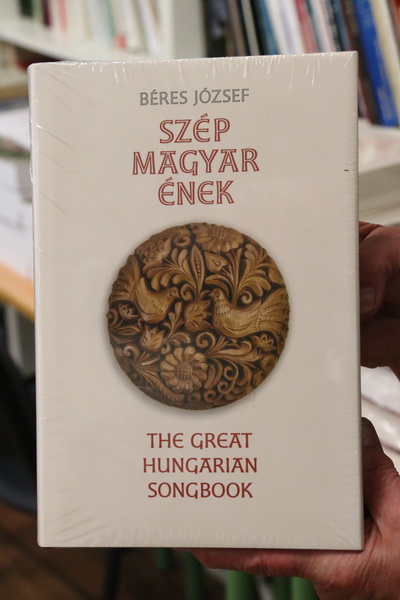 BÉRES JÓZSEF
SZÉP
MAGYAR
ÉNEK
THE GREAT
HUNGARIAN
SONGBOOK